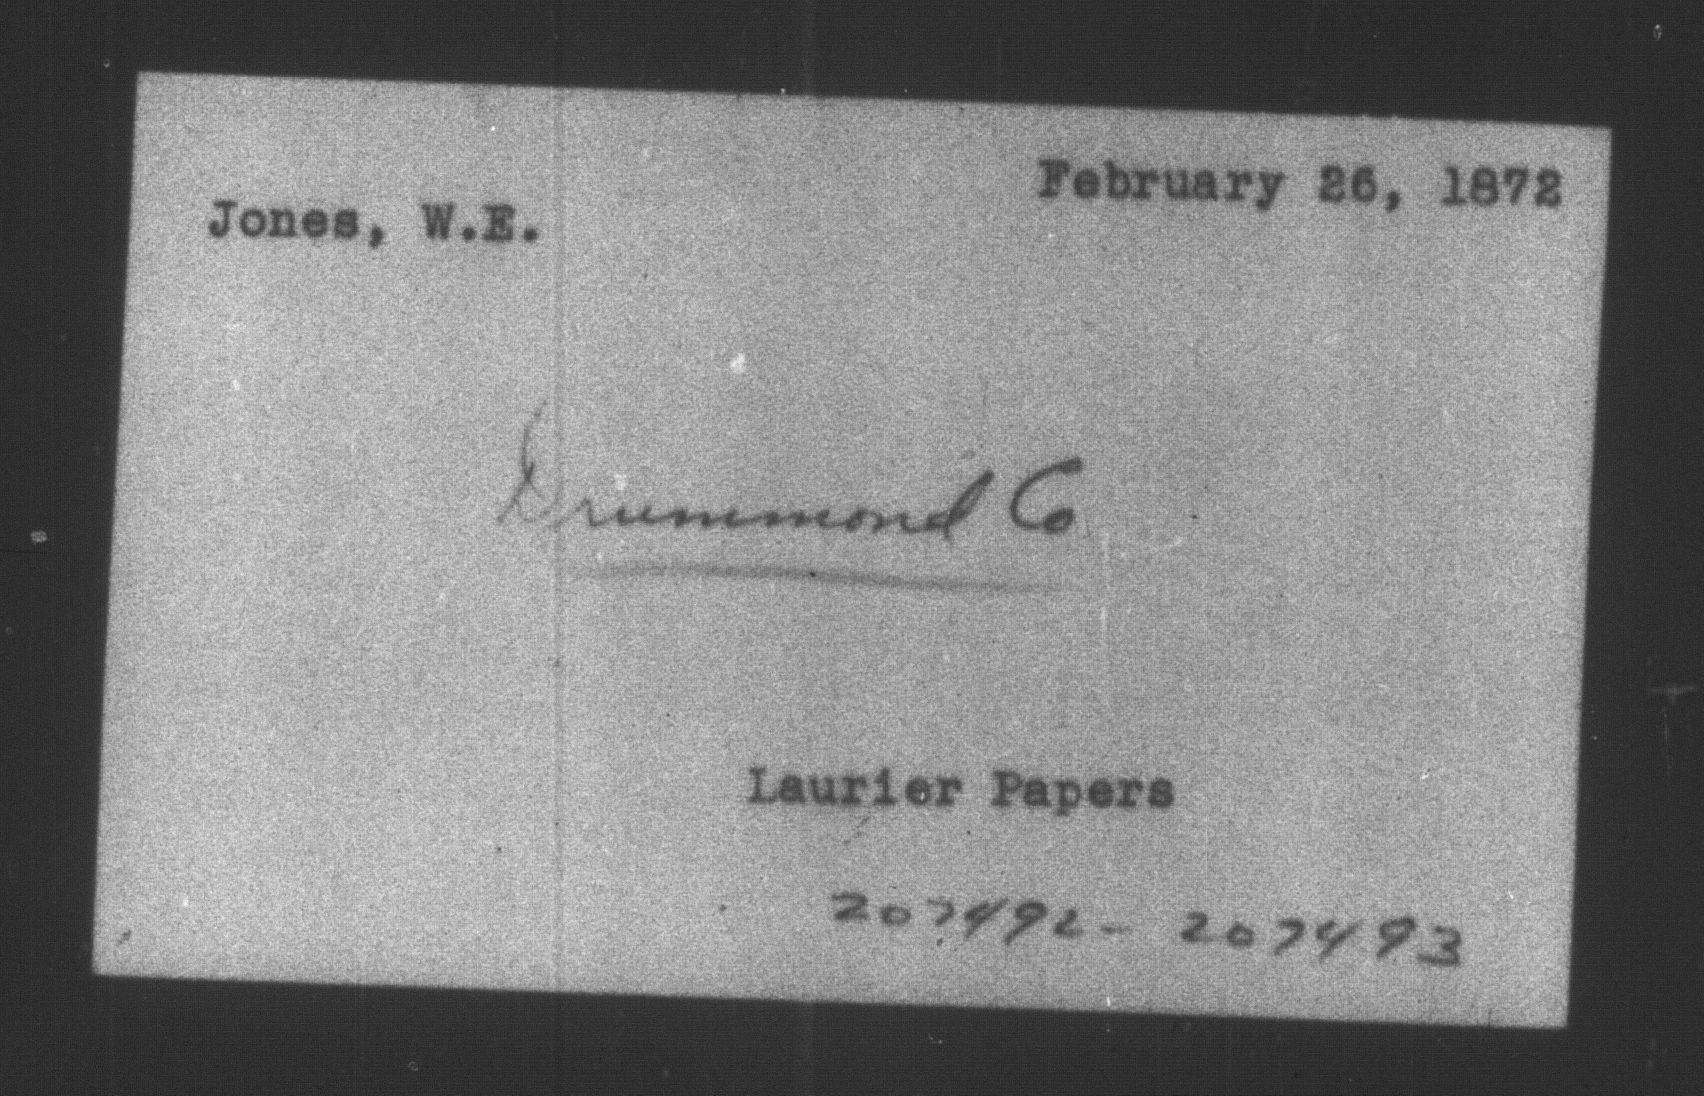 February 26, 1872
Jones, W.E.
Drummond Co
Laurier Papers
207492- 207493